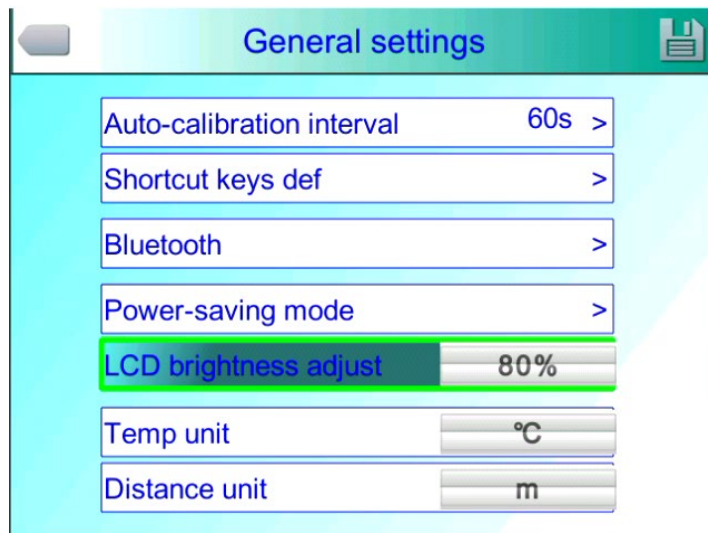 General settings
Auto-calibration interval 60s >
Shortcut keys def >
Bluetooth >
Power-saving mode >
LCD brightness adjust 80%
Temp unit °C
Distance unit m